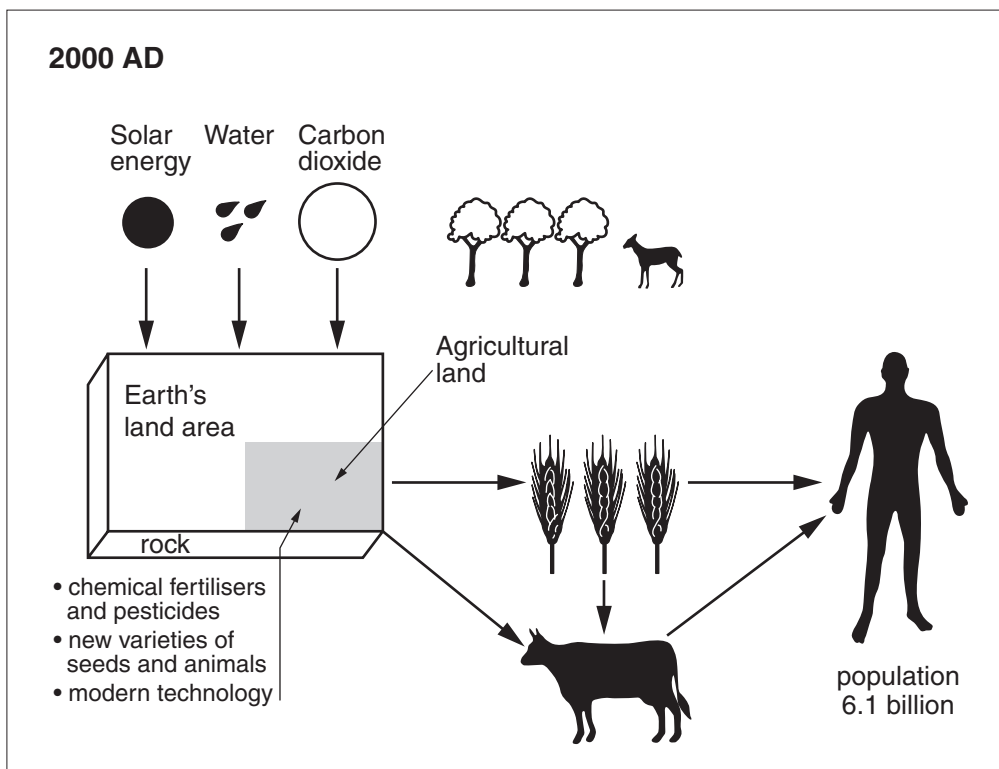 2000 AD
Solar
energy
Water
Carbon
dioxide
Agricultural
land
Earth's
land area
rock
• chemical fertilisers
and pesticides
• new varieties of
seeds and animals
• modern technology
population
6.1 billion